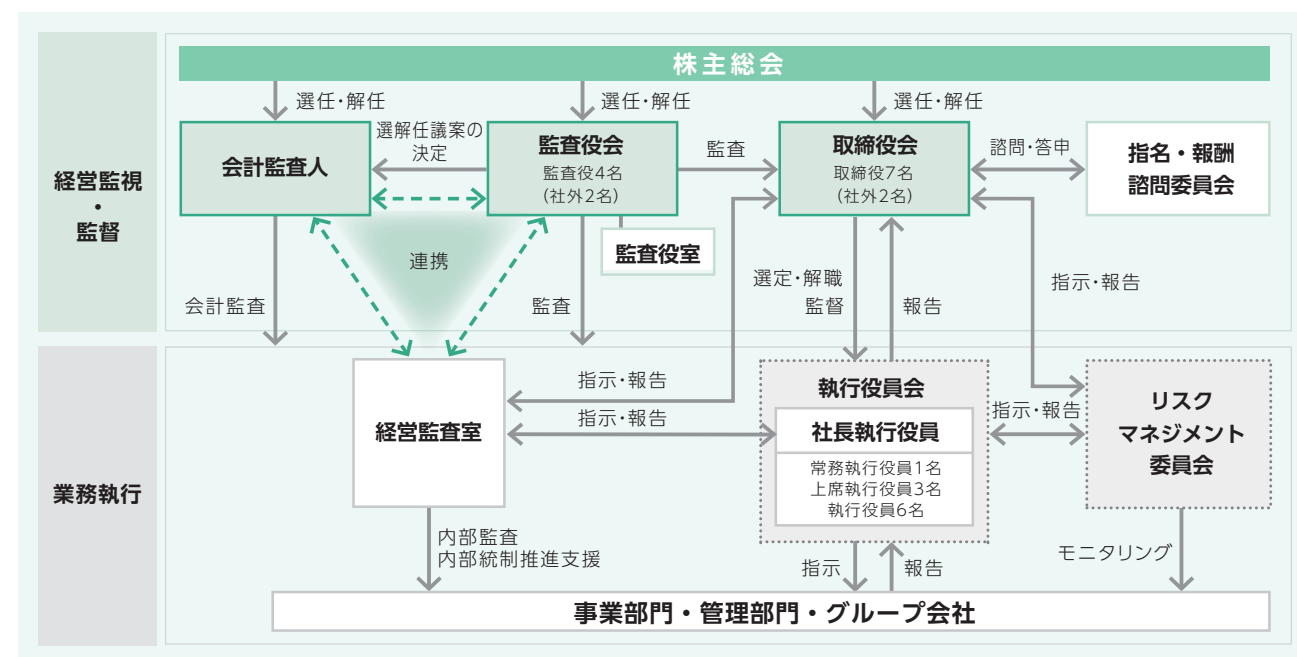 株主総会
選任・解任
選任・解任
選任・解任
会計監査人
選解任議案の
決定
監査役会
監査役4名
(社外2名)
監査
取締役会
取締役7名
(社外2名)
諮問・答申
指名・報酬
諮問委員会
経営監視
・
監督
連携
監査役室
会計監査
監査
選定・解職
監督
報告
指示・報告
業務執行
経営監査室
指示・報告
指示・報告
執行役員会
社長執行役員
常務執行役員1名
上席執行役員3名
執行役員6名
指示・報告
リスク
マネジメント
委員会
内部監査
内部統制推進支援
指示
報告
モニタリング
事業部門・管理部門・グループ会社